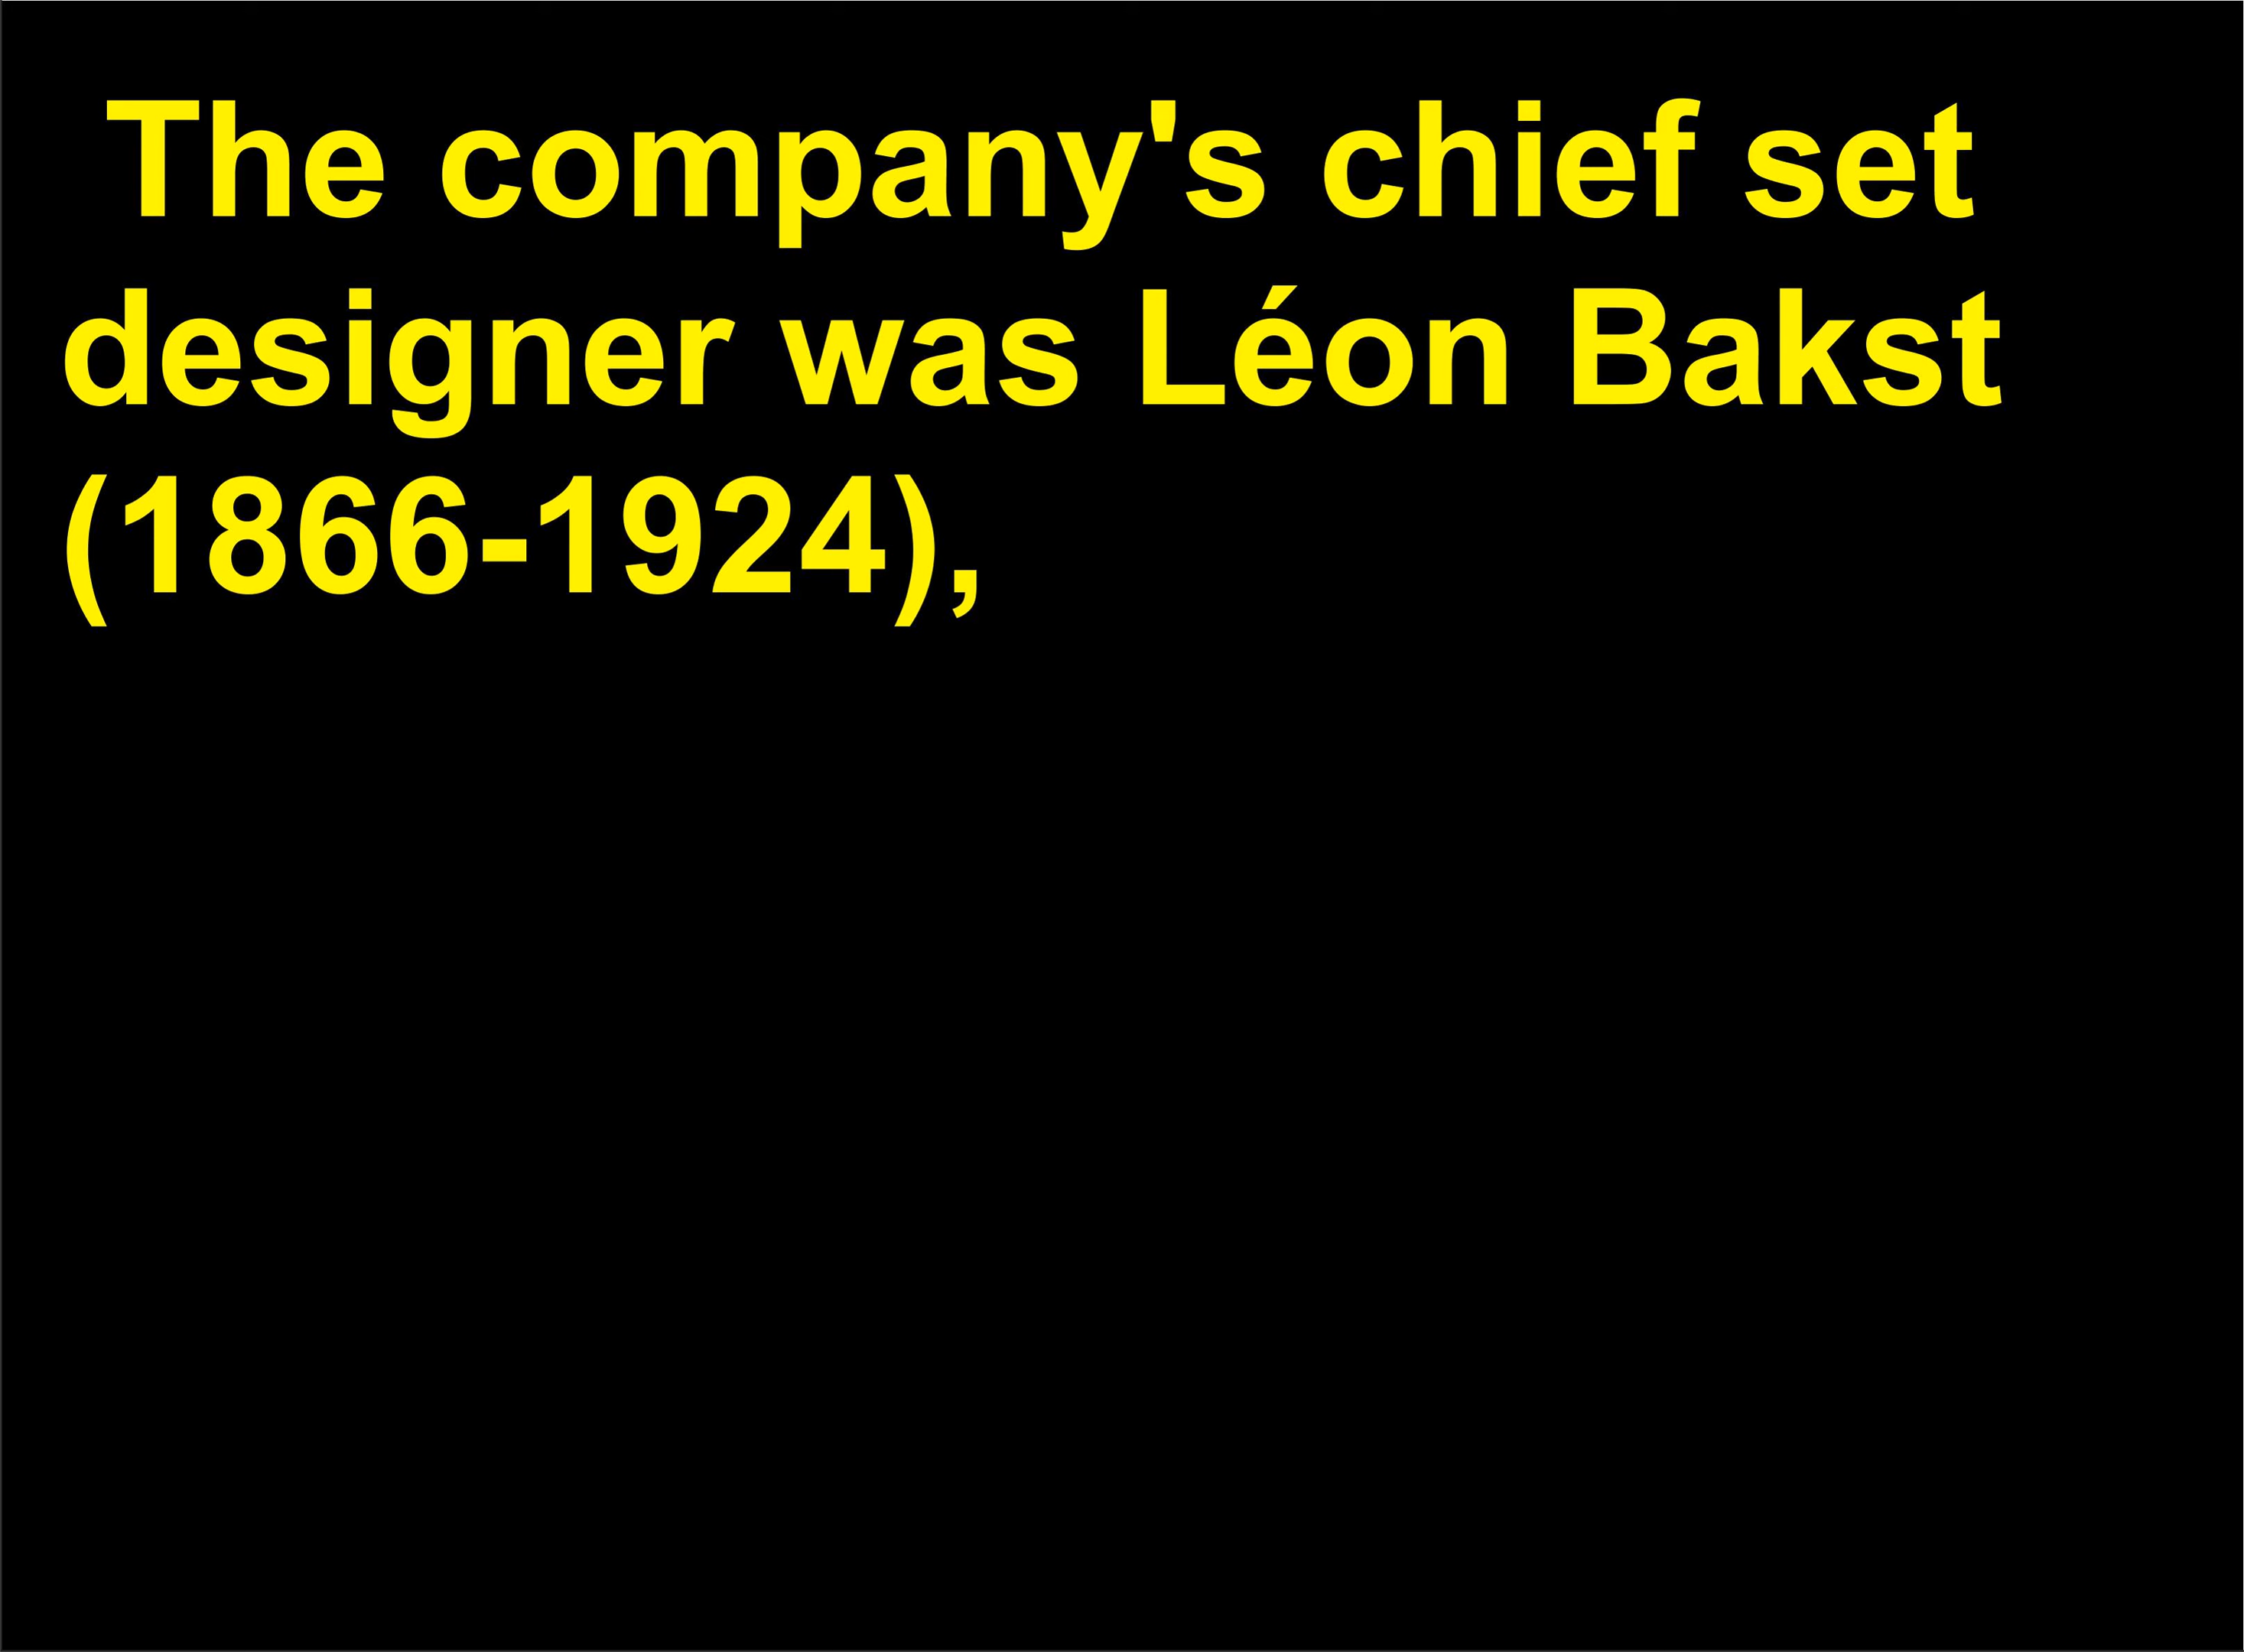 The company's chief set
designer was Léon Bakst
(1866-1924),